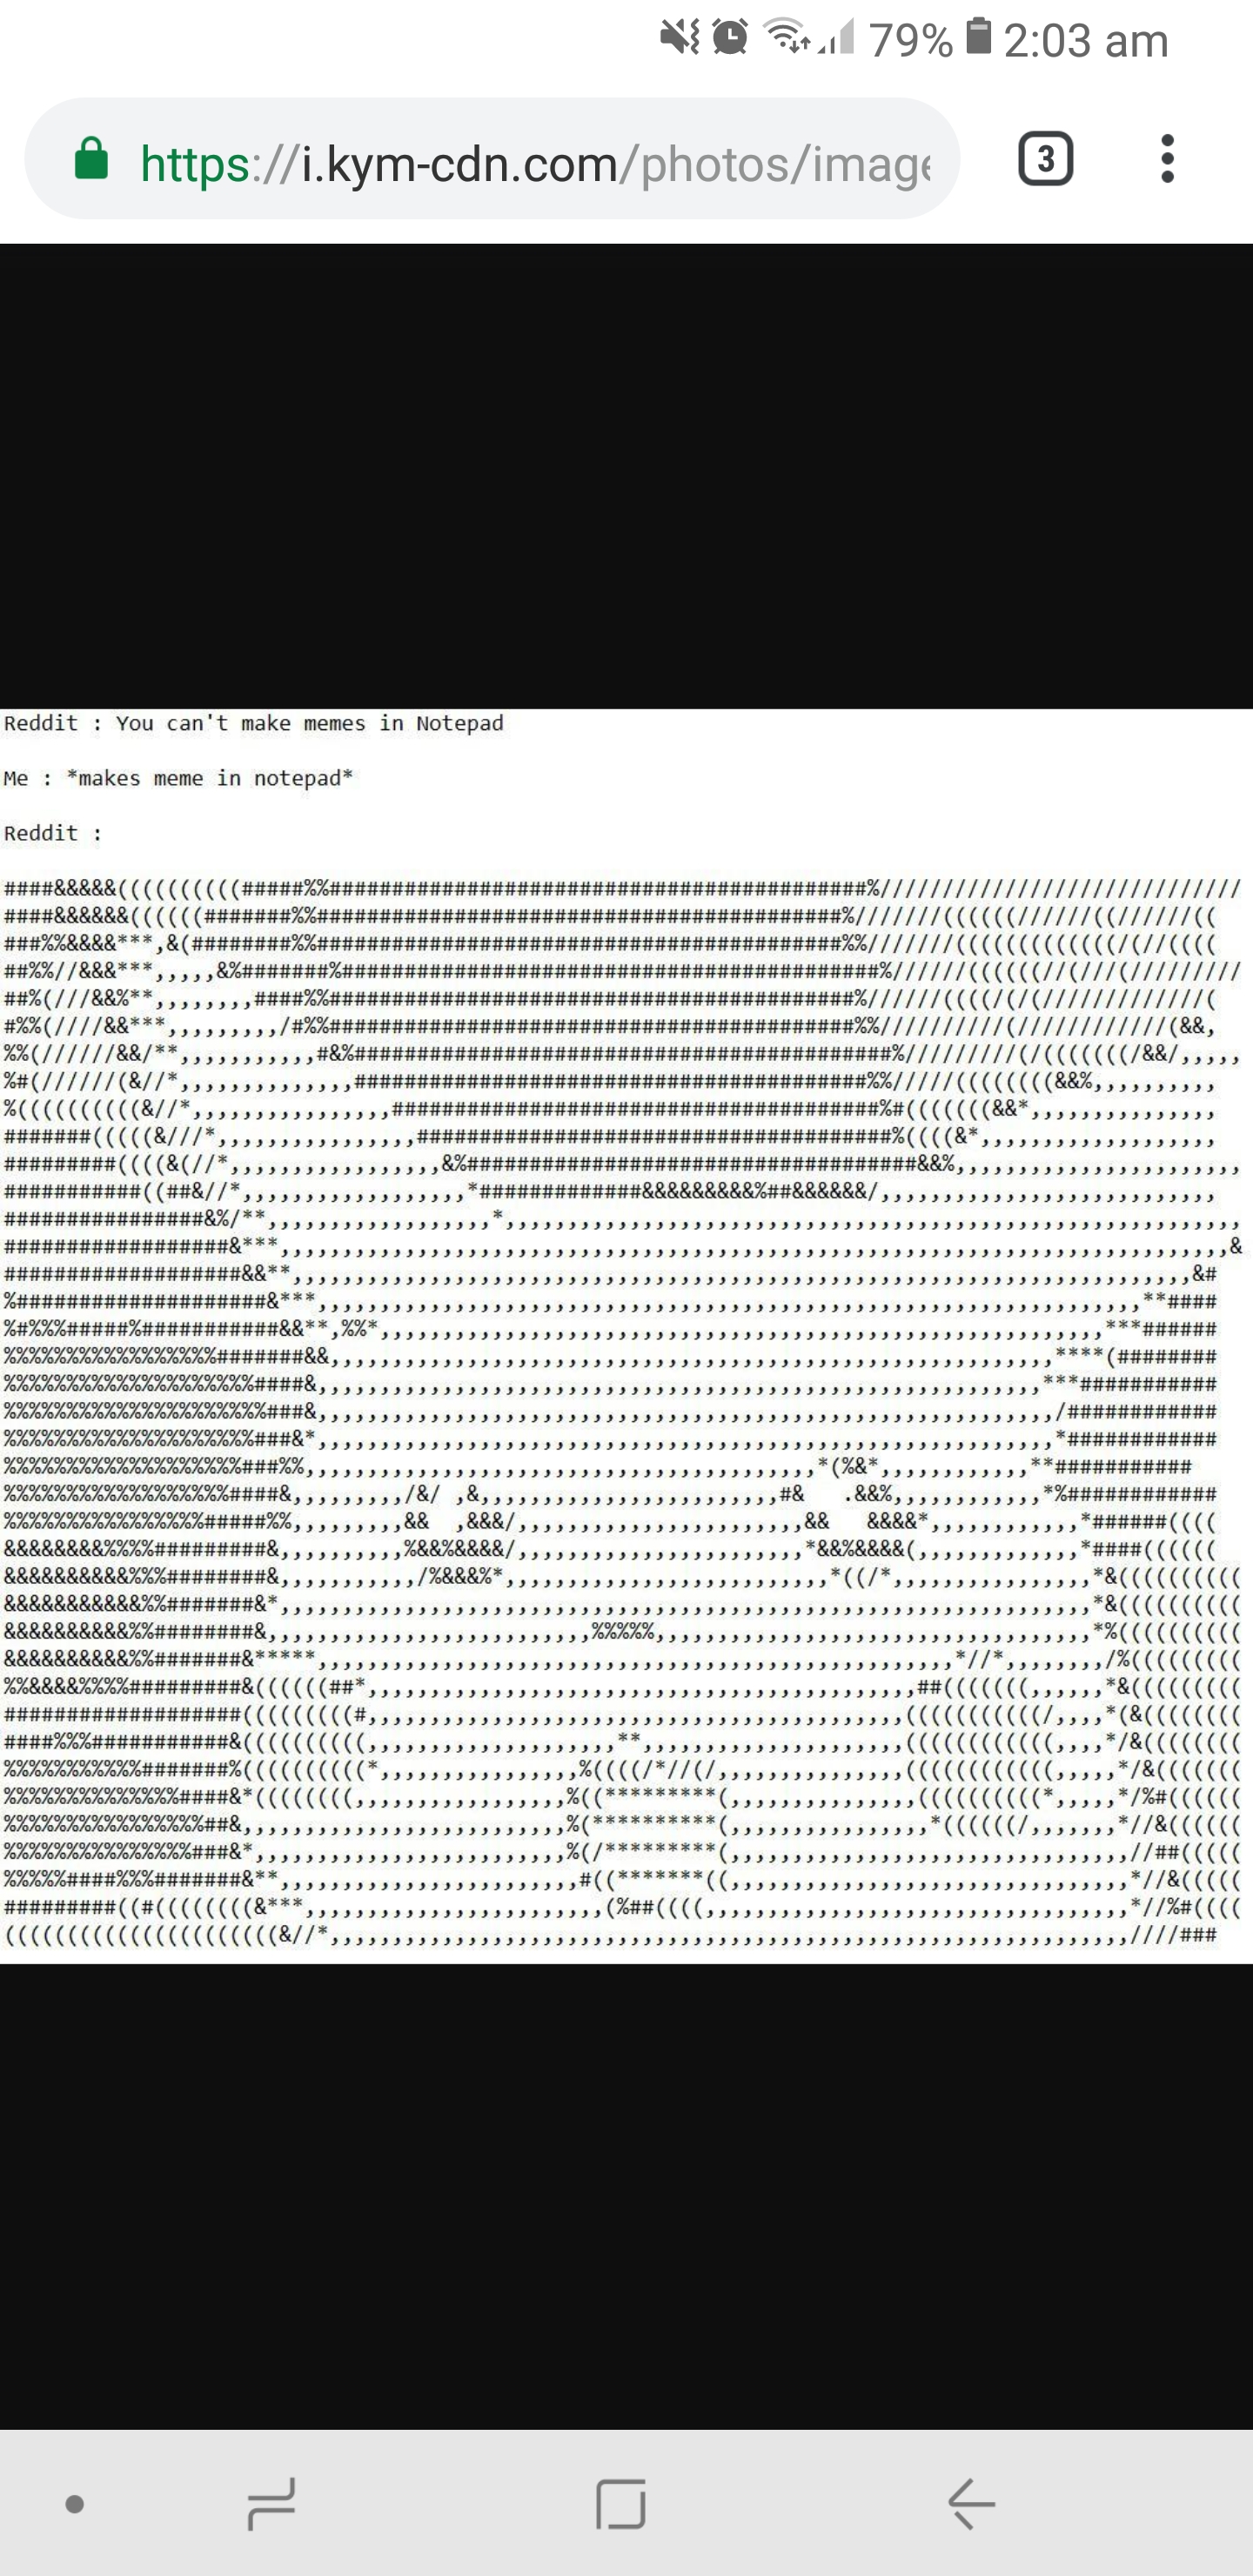 79% 2:03 am
https://i.kym-cdn.com/photos/image
3
Reddit : You can't make memes in Notepad
Me : *makes meme in notepad*
Reddit :